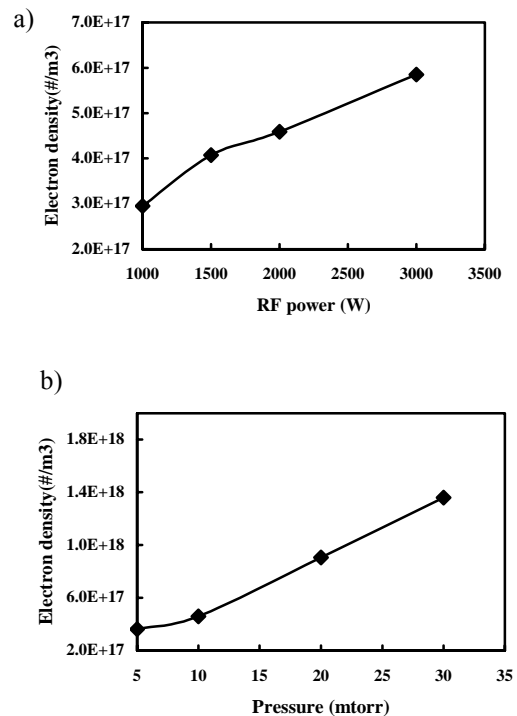 a)
Electron density(#/m3)
7.0E+17
6.0E+17
5.0E+17
4.0E+17
3.0E+17
2.0E+17
1000 1500 2000 2500 3000 3500
RF power (W)
b)
Electron density(#/m3)
1.8E+18
1.4E+18
1.0E+18
6.0E+17
2.0E+17
5 10 15 20 25 30 35
Pressure (mtorr)